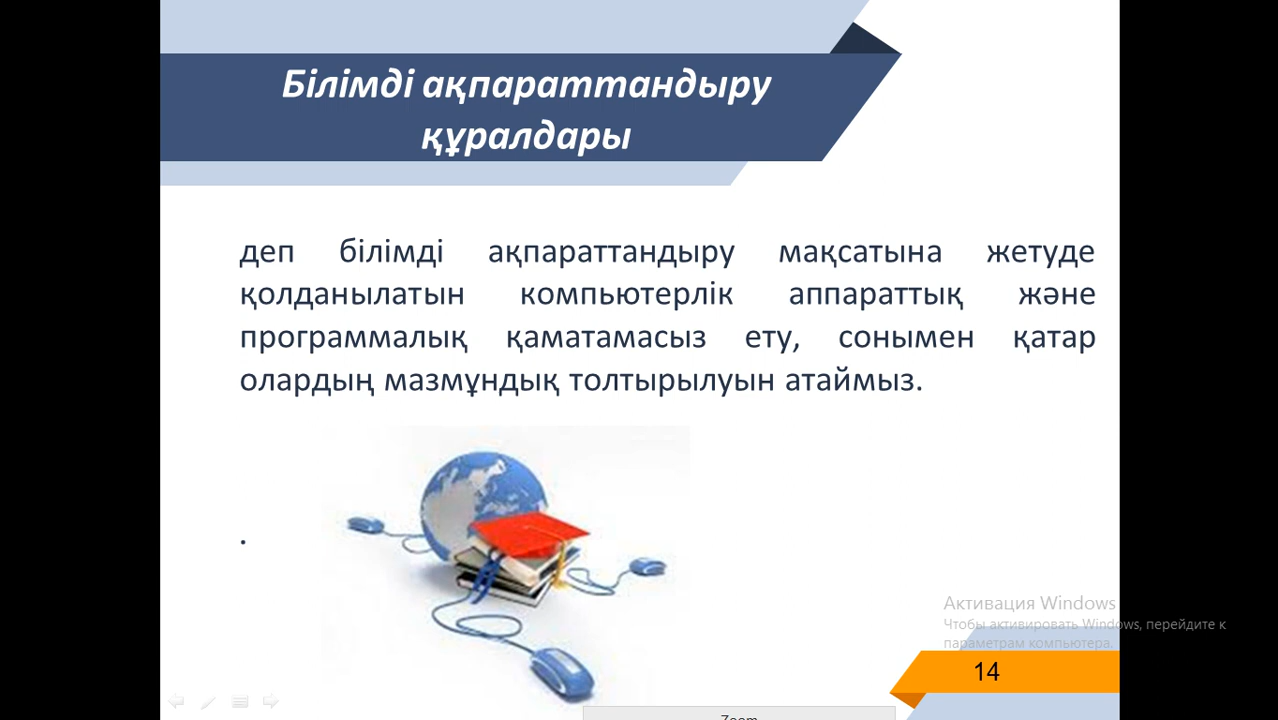 Білімді ақпараттандыру
құралдары
деп білімді ақпараттандыру мақсатына жетуде
қолданылатын компьютерлік аппараттық және
программалық қаматамасыз ету, сонымен қатар
олардың мазмұндық толтырылуын атаймыз.
.
Активация Windows
Чтобы активировать Windows, перейдите к
параметрам компьютера.
14
Zoom